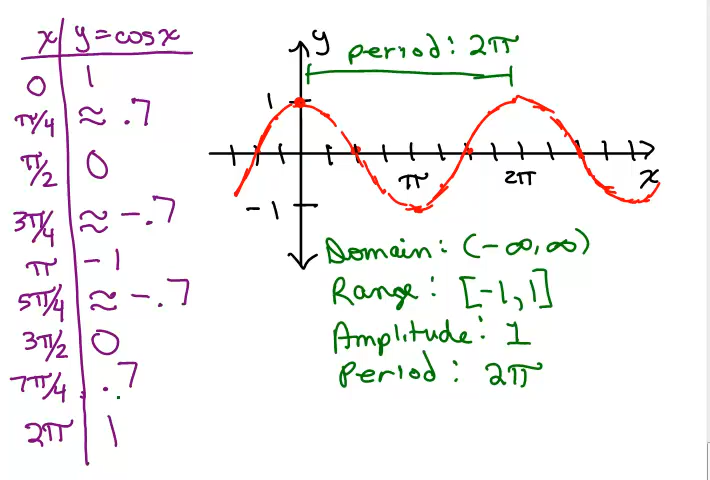 x y = cosx
0 1
π/4 ≈ .7
π/2 0
3π/4 ≈ -.7
π -1
5π/4 ≈ -.7
3π/2 0
7π/4 .7
2π 1
y
period: 2π
1
π 2π x
-1
Domain: (-∞,∞)
Range: [-1,1]
Amplitude: 1
Period: 2π